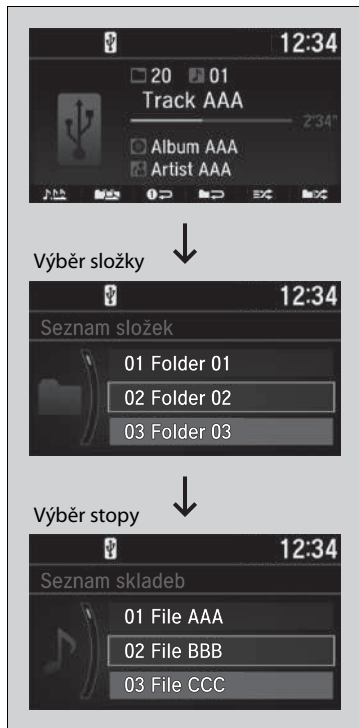 12:34
20 01
Track AAA
2'34"
Album AAA
Artist AAA
Výběr složky
12:34
Seznam složek
01 Folder 01
02 Folder 02
03 Folder 03
Výběr stopy
12:34
Seznam skladeb
01 File AAA
02 File BBB
03 File CCC